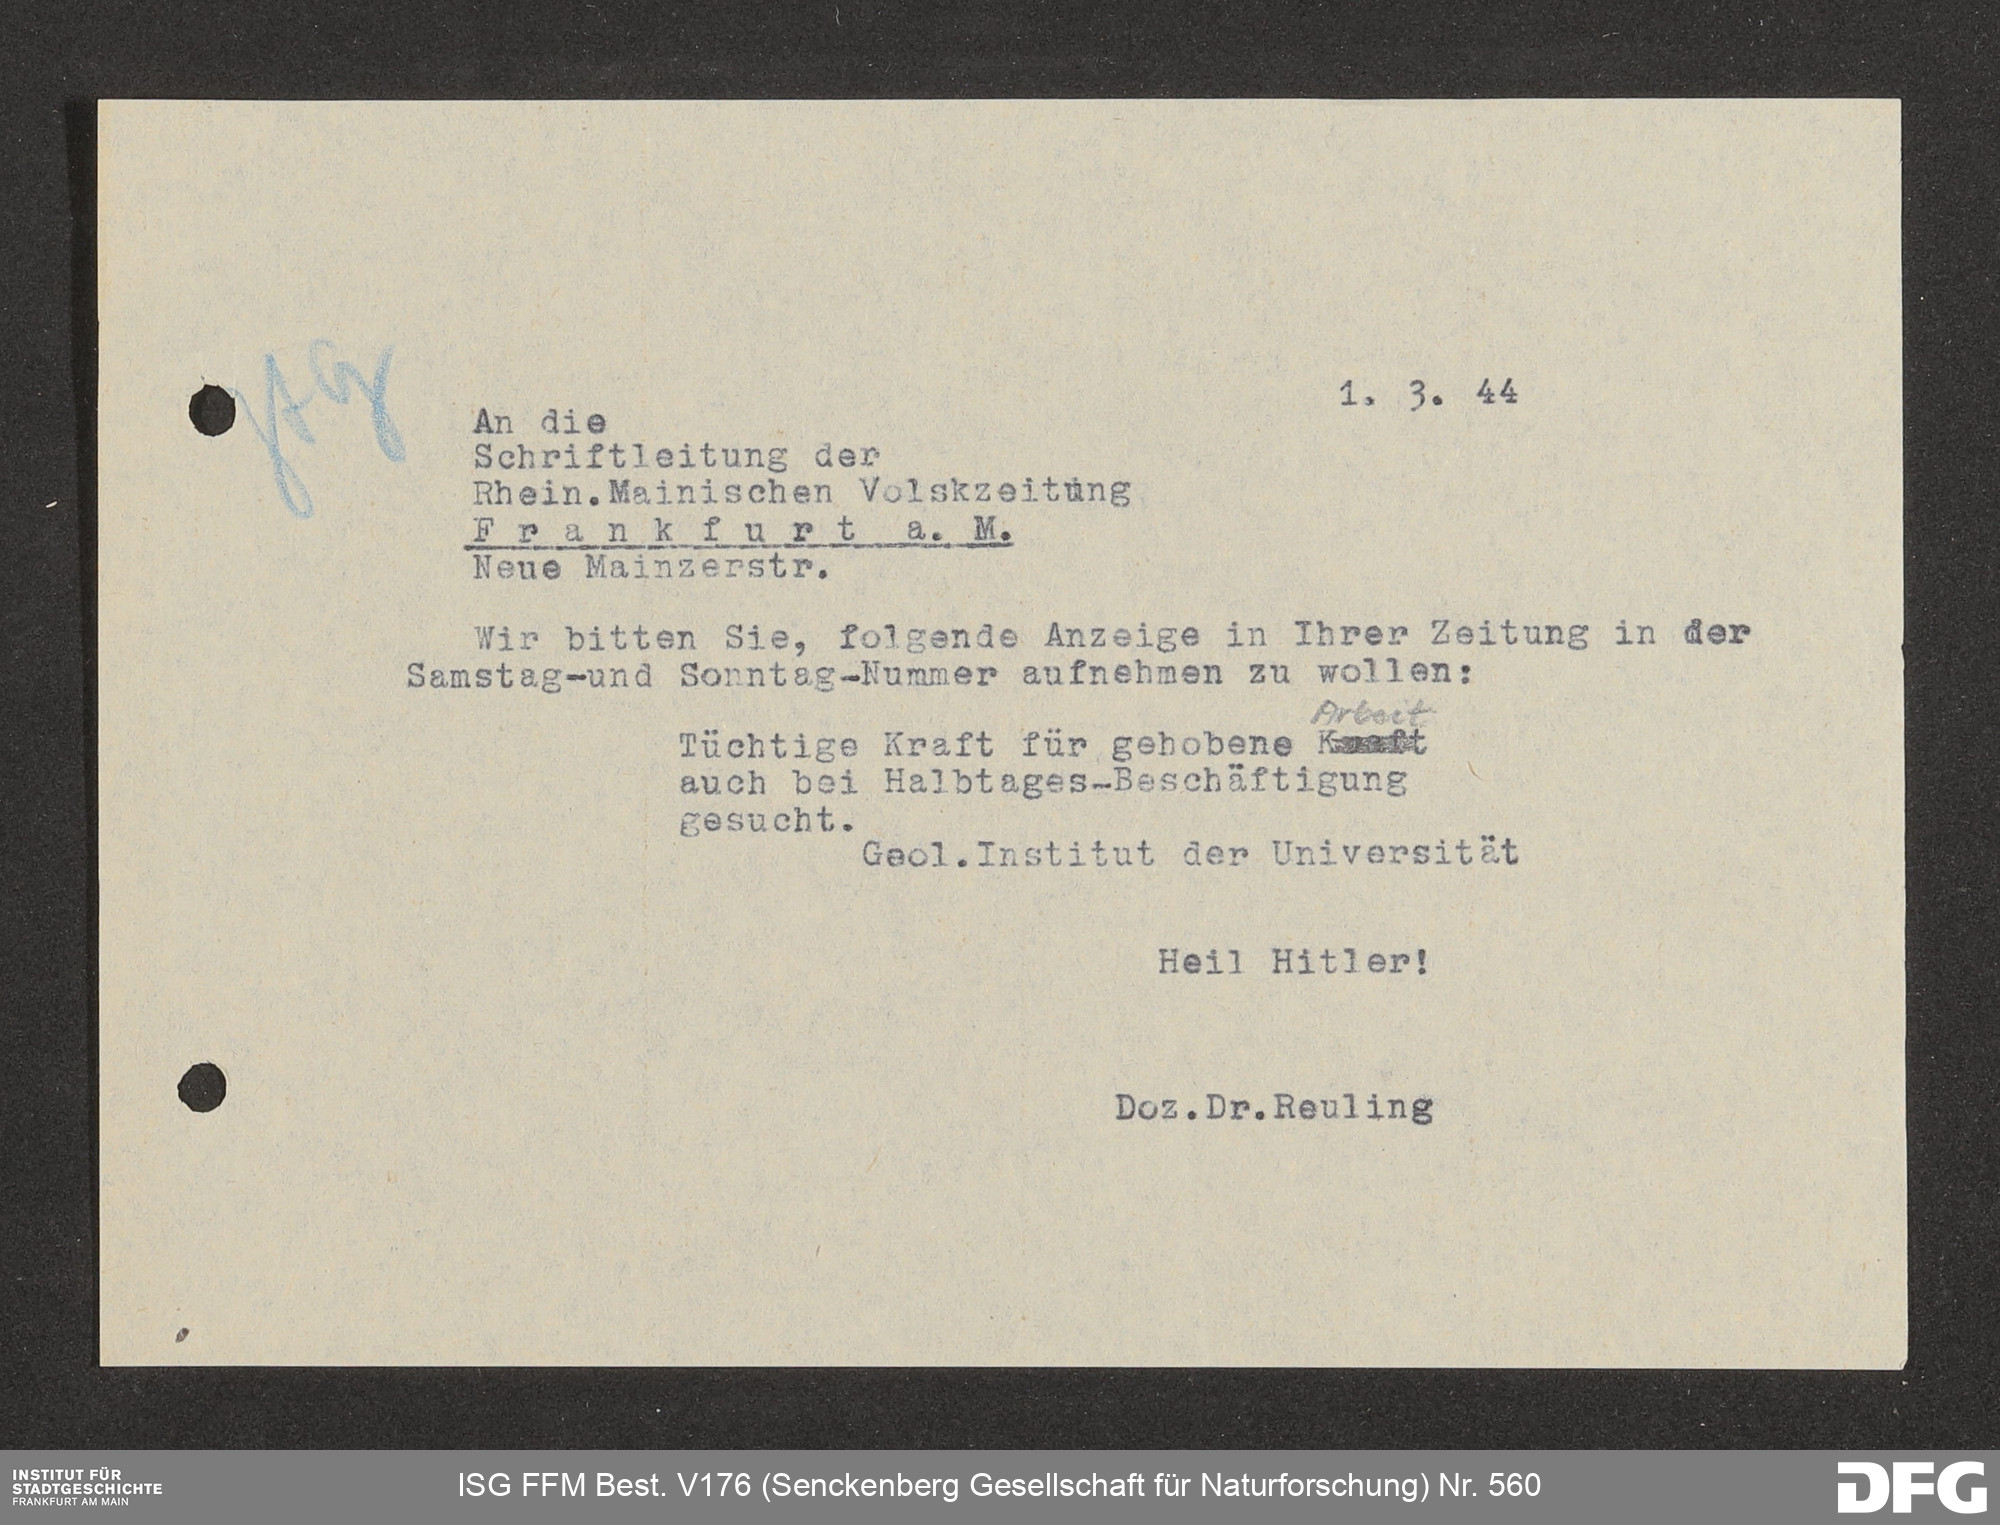 1. 3. 44
An die
Schriftleitung der
Rhein.Mainischen Volskzeitung
Frankfurt a. M.
Neue Mainzerstr.
Wir bitten Sie, folgende Anzeige in Ihrer Zeitung in der
Samstag-und Sonntag-Nummer aufnehmen zu wollen:
Arbeit
Tüchtige Kraft für gehobene Kraft
auch bei Halbtages-Beschäftigung
gesucht.
Geol.Institut der Universität
Heil Hitler!
Doz.Dr.Reuling
INSTITUT FÜR
STADTGESCHICHTE
FRANKFURT AM MAIN
ISG FFM Best. V176 (Senckenberg Gesellschaft für Naturforschung) Nr. 560
DFG